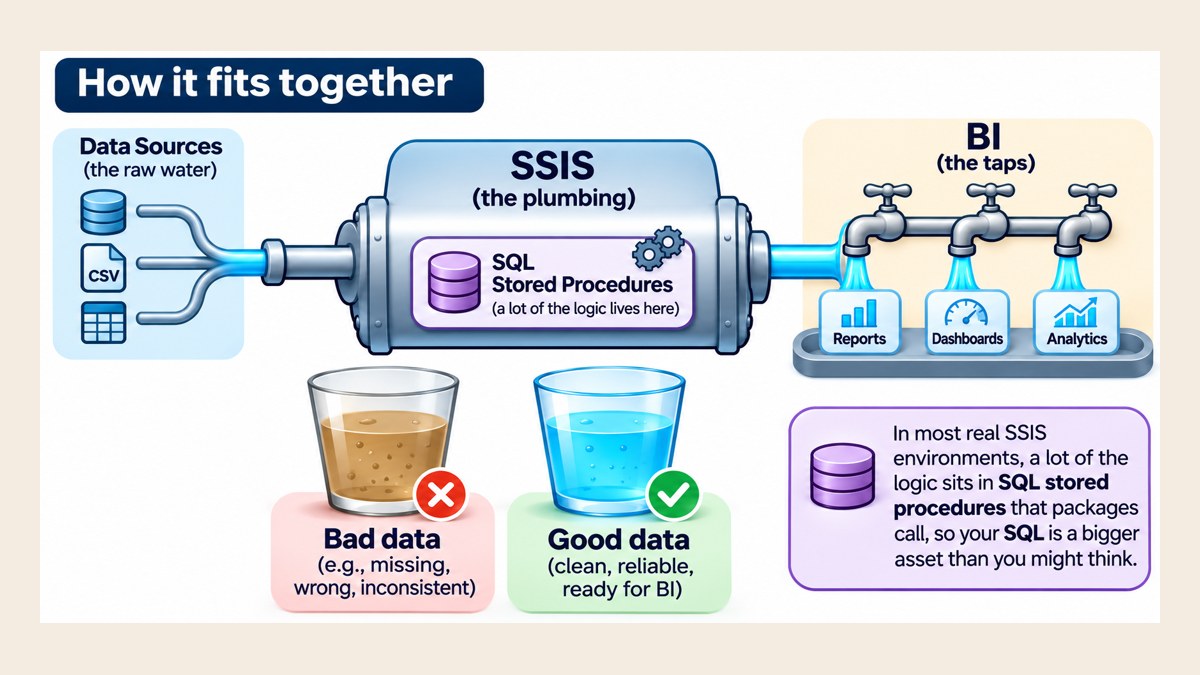 How it fits together
Data Sources
(the raw water)
CSV
SSIS
(the plumbing)
SQL
Stored Procedures
(a lot of the logic lives here)
BI
(the taps)
Reports
Dashboards
Analytics
Bad data
(e.g., missing,
wrong, inconsistent)
Good data
(clean, reliable,
ready for BI)
In most real SSIS
environments, a lot of the
logic sits in SQL stored
procedures that packages
call, so your SQL is a bigger
asset than you might think.